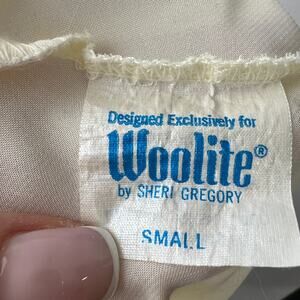 Designed Exclusively for
Woolite®
by SHERI GREGORY
SMALL